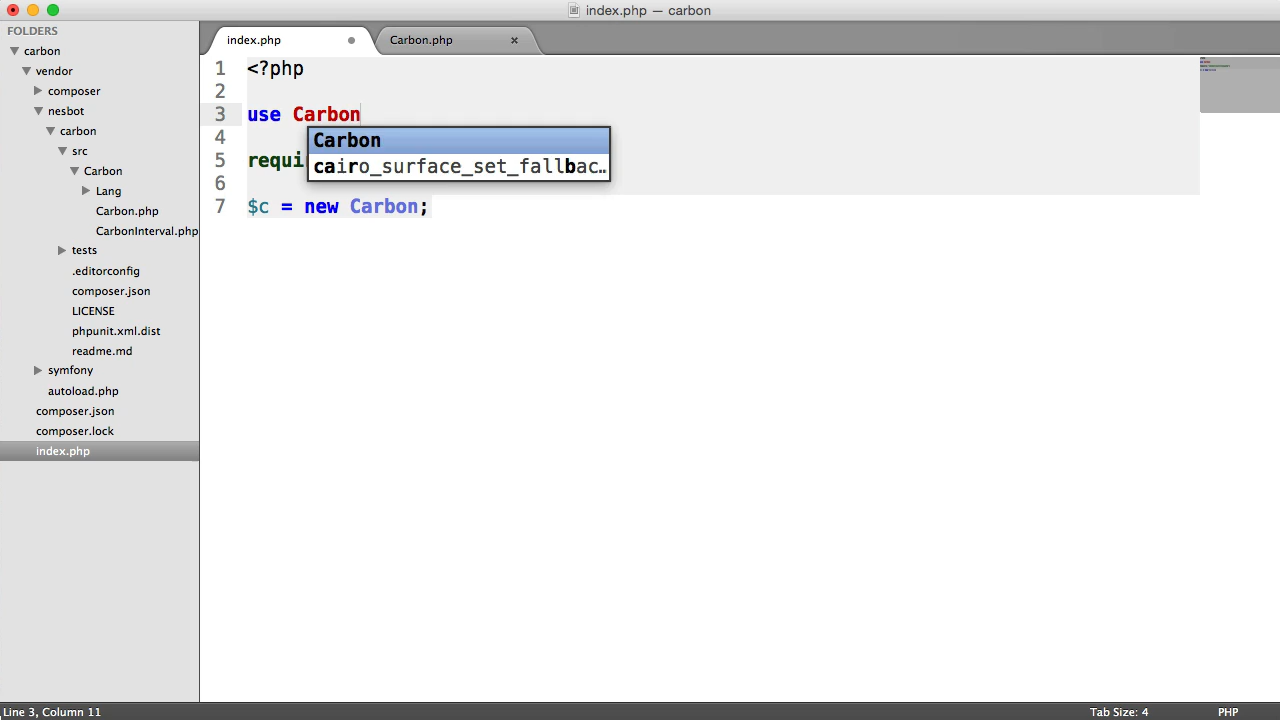 index.php — carbon
FOLDERS
carbon
vendor
composer
nesbot
carbon
src
Carbon
Lang
Carbon.php
CarbonInterval.php
tests
.editorconfig
composer.json
LICENSE
phpunit.xml.dist
readme.md
symfony
autoload.php
composer.json
composer.lock
index.php
index.php
Carbon.php
1 <?php
2
3 use Carbon
Carbon
cairo_surface_set_fallbac…
4
5 requi
6
7 $c = new Carbon;
Line 3, Column 11
Tab Size: 4
PHP